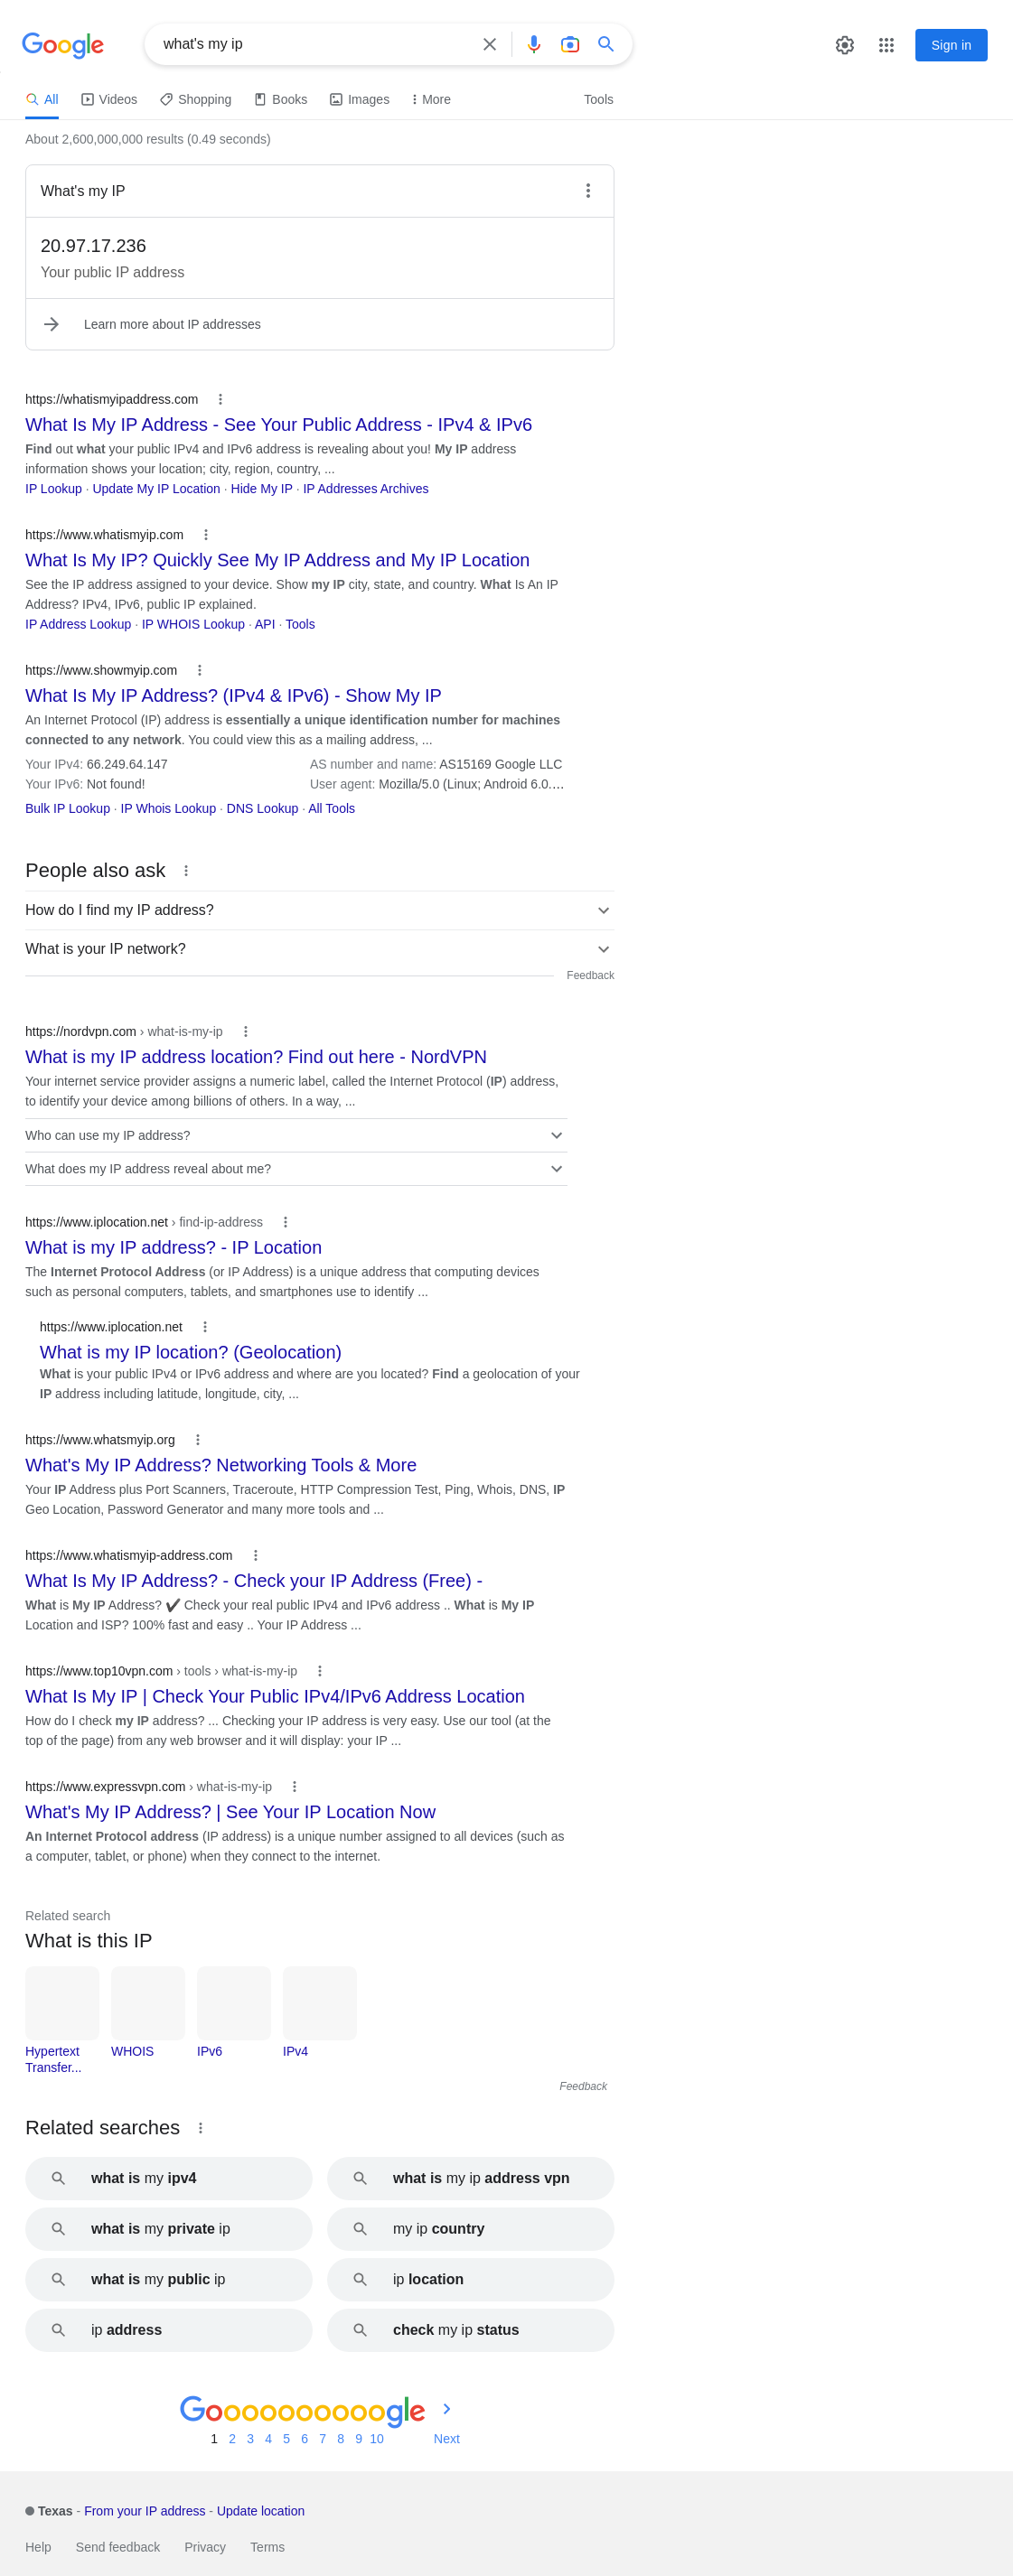 Google
what's my ip
Sign in
All
Videos
Shopping
Books
Images
More
Tools
About 2,600,000,000 results (0.49 seconds)
What's my IP
20.97.17.236
Your public IP address
Learn more about IP addresses
https://whatismyipaddress.com
What Is My IP Address - See Your Public Address - IPv4 & IPv6
Find out what your public IPv4 and IPv6 address is revealing about you! My IP address
information shows your location; city, region, country, ...
IP Lookup · Update My IP Location · Hide My IP · IP Addresses Archives
https://www.whatismyip.com
What Is My IP? Quickly See My IP Address and My IP Location
See the IP address assigned to your device. Show my IP city, state, and country. What Is An IP
Address? IPv4, IPv6, public IP explained.
IP Address Lookup · IP WHOIS Lookup · API · Tools
https://www.showmyip.com
What Is My IP Address? (IPv4 & IPv6) - Show My IP
An Internet Protocol (IP) address is essentially a unique identification number for machines
connected to any network. You could view this as a mailing address, ...
Your IPv4: 66.249.64.147
AS number and name: AS15169 Google LLC
Your IPv6: Not found!
User agent: Mozilla/5.0 (Linux; Android 6.0....
Bulk IP Lookup · IP Whois Lookup · DNS Lookup · All Tools
People also ask
How do I find my IP address?
What is your IP network?
Feedback
https://nordvpn.com › what-is-my-ip
What is my IP address location? Find out here - NordVPN
Your internet service provider assigns a numeric label, called the Internet Protocol (IP) address,
to identify your device among billions of others. In a way, ...
Who can use my IP address?
What does my IP address reveal about me?
https://www.iplocation.net › find-ip-address
What is my IP address? - IP Location
The Internet Protocol Address (or IP Address) is a unique address that computing devices
such as personal computers, tablets, and smartphones use to identify ...
https://www.iplocation.net
What is my IP location? (Geolocation)
What is your public IPv4 or IPv6 address and where are you located? Find a geolocation of your
IP address including latitude, longitude, city, ...
https://www.whatsmyip.org
What's My IP Address? Networking Tools & More
Your IP Address plus Port Scanners, Traceroute, HTTP Compression Test, Ping, Whois, DNS, IP
Geo Location, Password Generator and many more tools and ...
https://www.whatismyip-address.com
What Is My IP Address? - Check your IP Address (Free) -
What is My IP Address? ✔️ Check your real public IPv4 and IPv6 address .. What is My IP
Location and ISP? 100% fast and easy .. Your IP Address ...
https://www.top10vpn.com › tools › what-is-my-ip
What Is My IP | Check Your Public IPv4/IPv6 Address Location
How do I check my IP address? ... Checking your IP address is very easy. Use our tool (at the
top of the page) from any web browser and it will display: your IP ...
https://www.expressvpn.com › what-is-my-ip
What's My IP Address? | See Your IP Location Now
An Internet Protocol address (IP address) is a unique number assigned to all devices (such as
a computer, tablet, or phone) when they connect to the internet.
Related search
What is this IP
Hypertext
Transfer...
WHOIS
IPv6
IPv4
Feedback
Related searches
what is my ipv4
what is my ip address vpn
what is my private ip
my ip country
what is my public ip
ip location
ip address
check my ip status
Goooooooooogle
1 2 3 4 5 6 7 8 9 10 Next
Texas - From your IP address - Update location
Help
Send feedback
Privacy
Terms